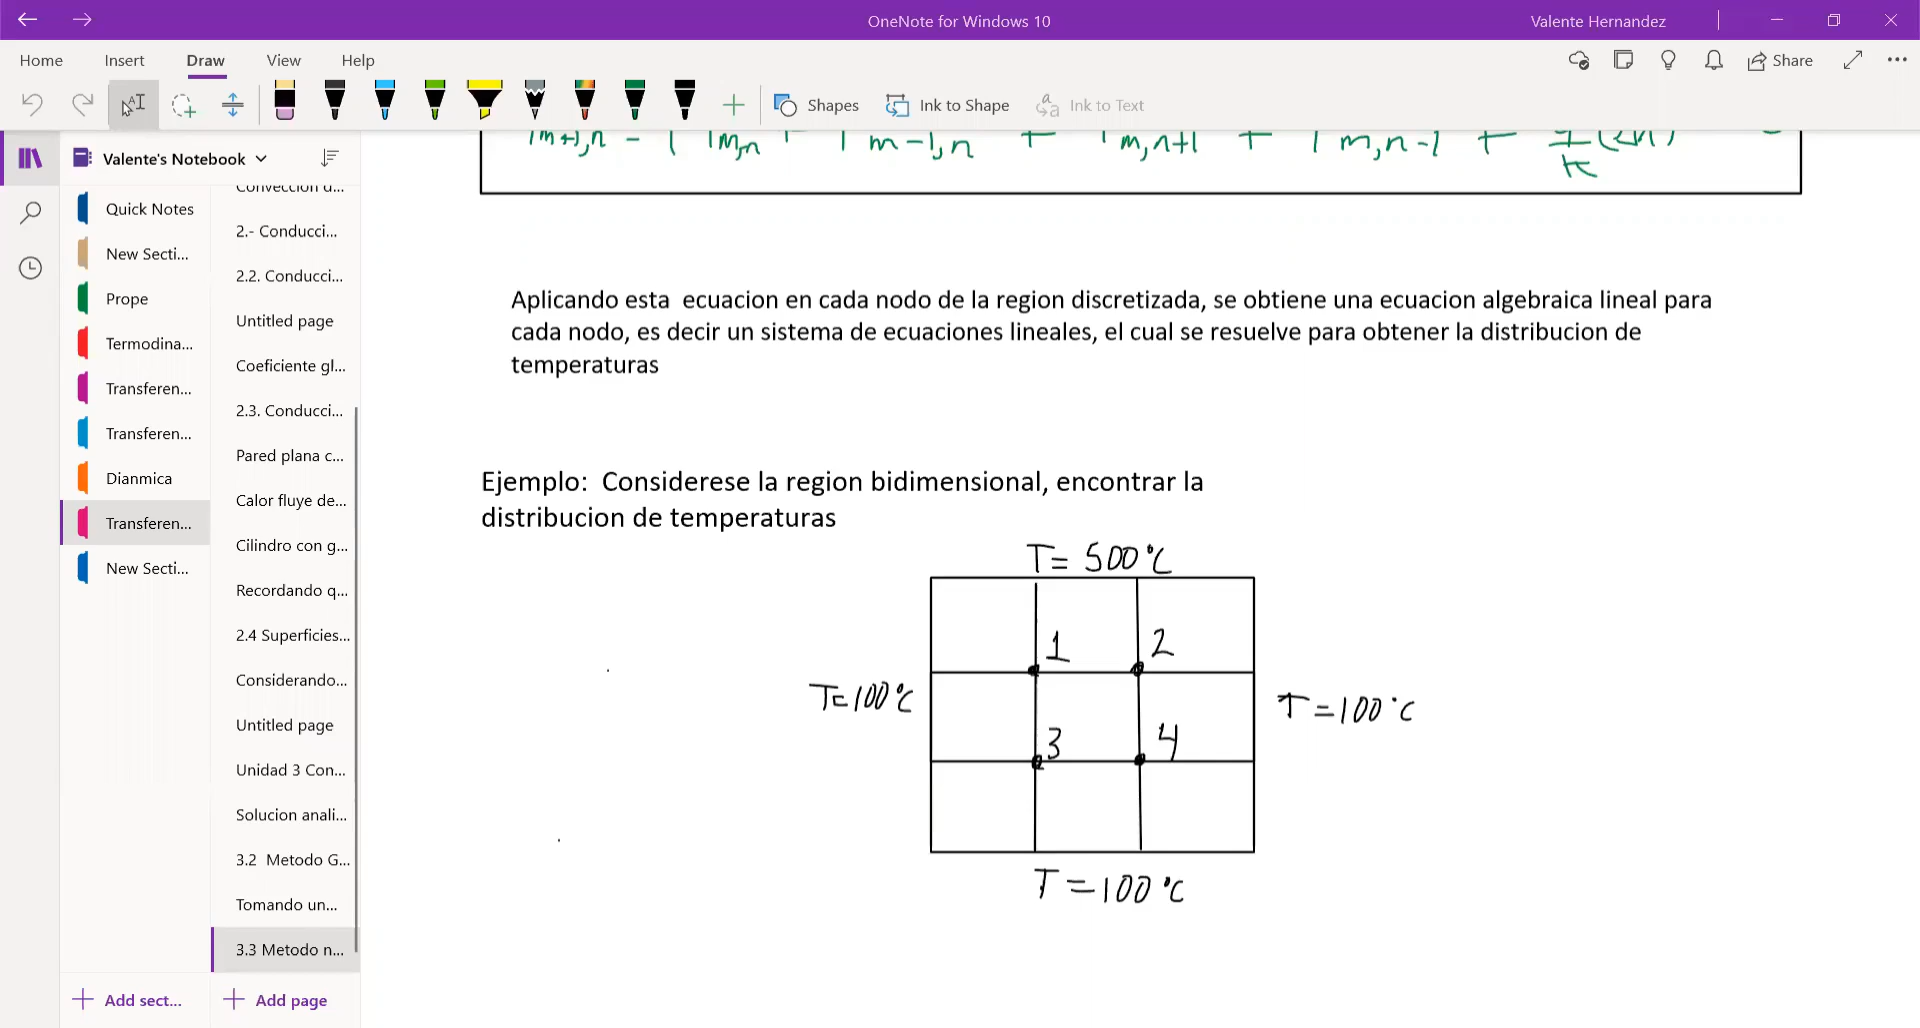 OneNote for Windows 10
Valente Hernandez
Home
Insert
Draw
View
Help
Share
Shapes
Ink to Shape
Ink to Text
Valente's Notebook
Quick Notes
New Secti...
Prope
Termodina...
Transferen...
Transferen...
Dianmica
Transferen...
New Secti...
Add sect...
Conveccion d...
2.- Conducci...
2.2. Conducci...
Untitled page
Coeficiente gl...
2.3. Conducci...
Pared plana c...
Calor fluye de...
Cilindro con g...
Recordando q...
2.4 Superficies...
Considerando...
Untitled page
Unidad 3 Con...
Solucion anali...
3.2 Metodo G...
Tomando un...
3.3 Metodo n...
Add page
Aplicando esta ecuacion en cada nodo de la region discretizada, se obtiene una ecuacion algebraica lineal para
cada nodo, es decir un sistema de ecuaciones lineales, el cual se resuelve para obtener la distribucion de
temperaturas
Ejemplo: Considerese la region bidimensional, encontrar la
distribucion de temperaturas
T= 500°C
1
2
T=100°C
T=100°C
3
4
T=100°C